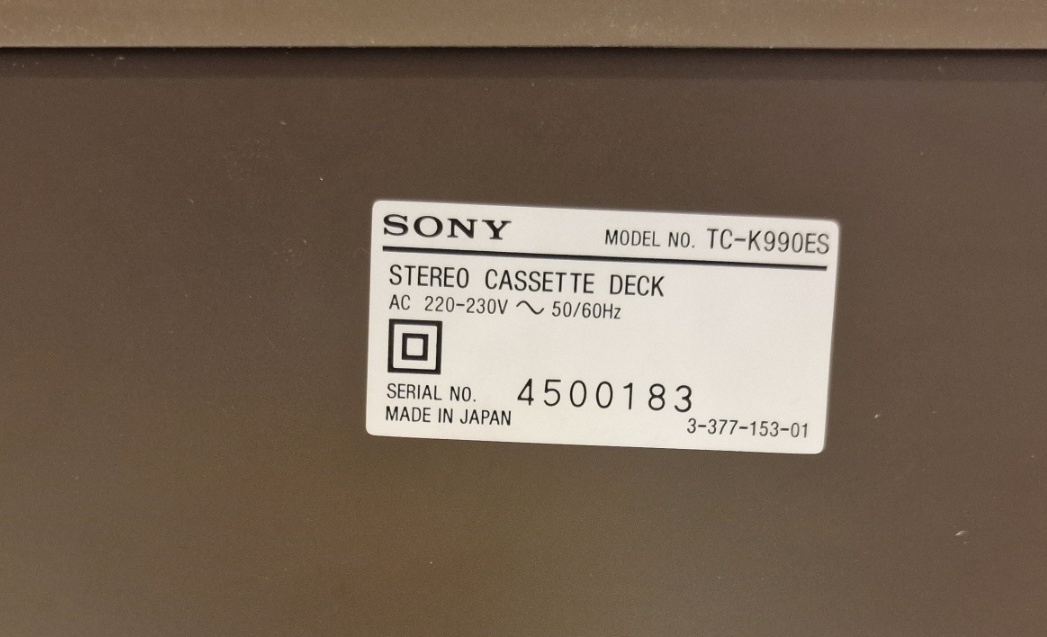 SONY MODEL NO. TC-K990ES
STEREO CASSETTE DECK
AC 220-230V ～ 50/60Hz
SERIAL NO. 4500183
MADE IN JAPAN 3-377-153-01